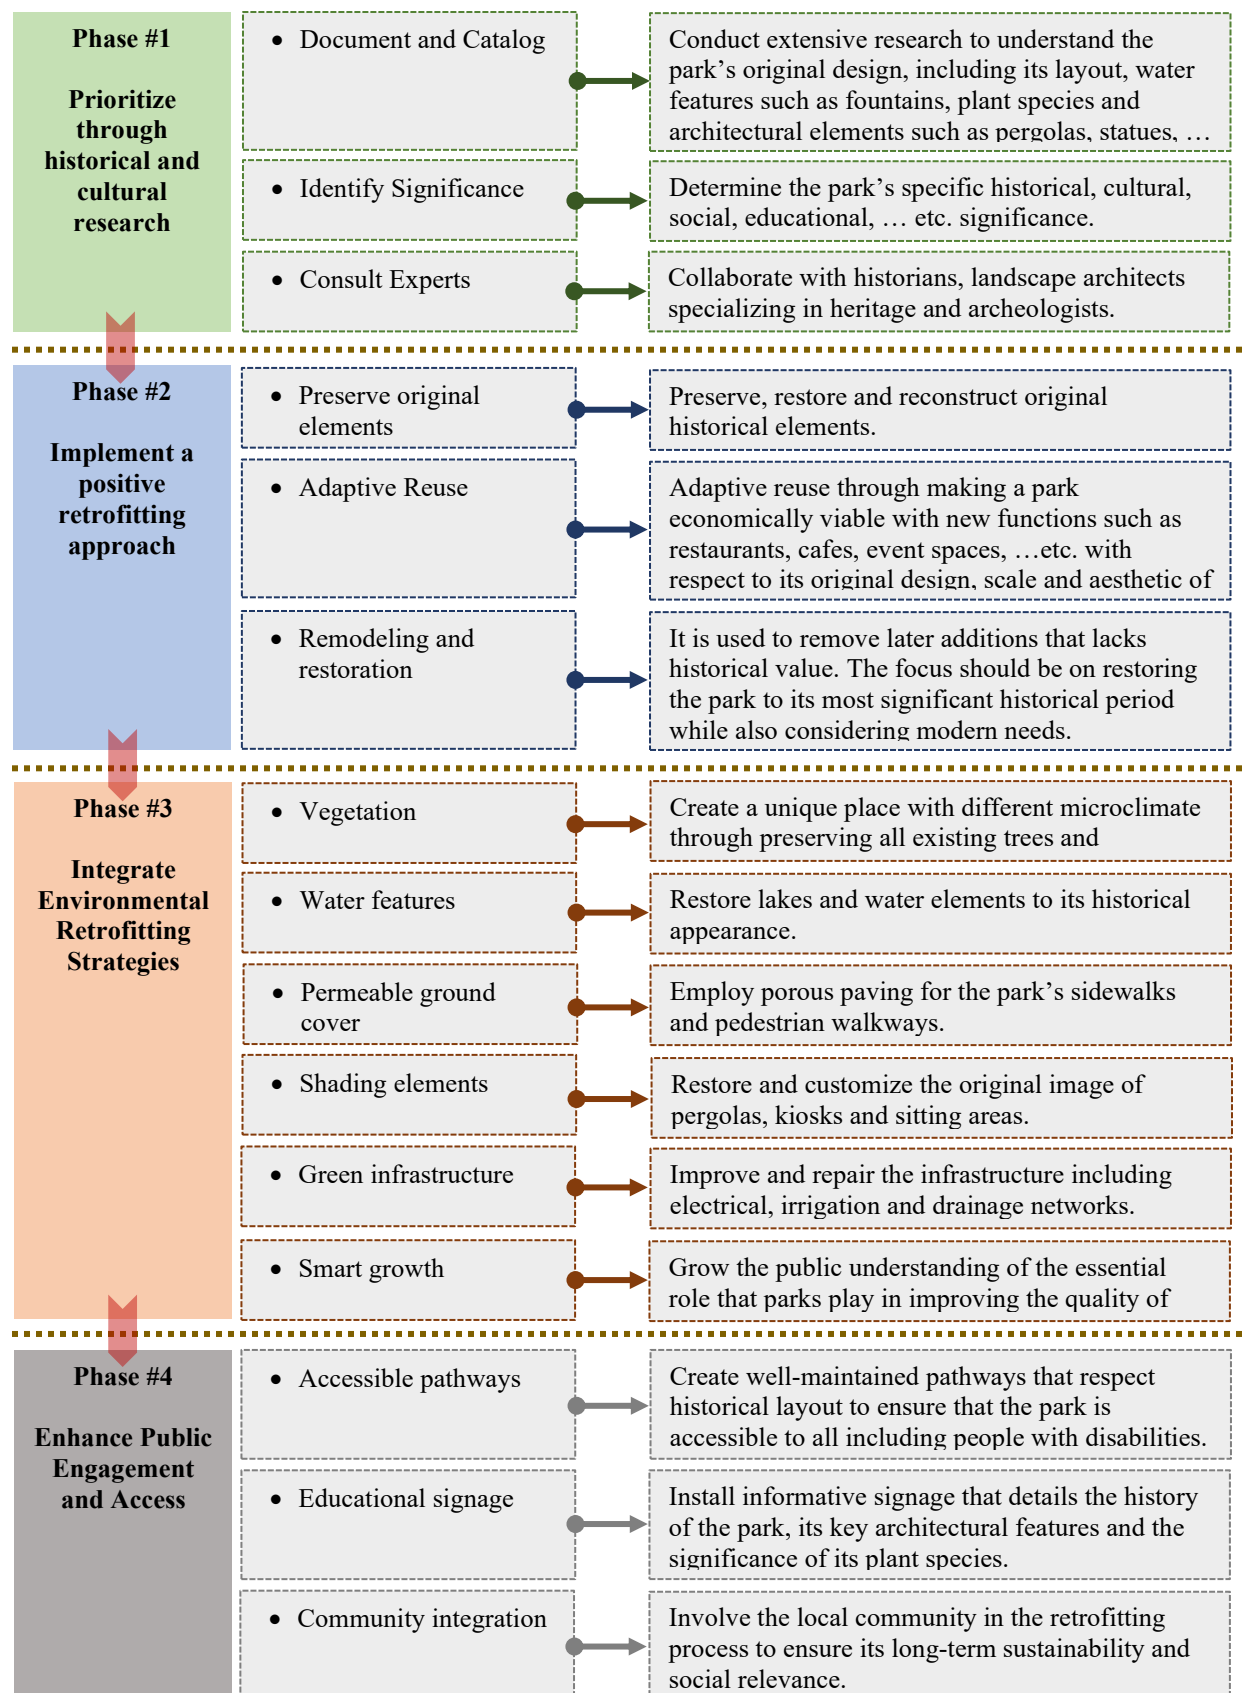 Phase #1
Prioritize
through
historical and
cultural
research
• Document and Catalog
Conduct extensive research to understand the
park’s original design, including its layout, water
features such as fountains, plant species and
architectural elements such as pergolas, statues, …
• Identify Significance
Determine the park’s specific historical, cultural,
social, educational, … etc. significance.
• Consult Experts
Collaborate with historians, landscape architects
specializing in heritage and archeologists.
Phase #2
Implement a
positive
retrofitting
approach
• Preserve original
elements
Preserve, restore and reconstruct original
historical elements.
• Adaptive Reuse
Adaptive reuse through making a park
economically viable with new functions such as
restaurants, cafes, event spaces, …etc. with
respect to its original design, scale and aesthetic of
• Remodeling and
restoration
It is used to remove later additions that lacks
historical value. The focus should be on restoring
the park to its most significant historical period
while also considering modern needs.
Phase #3
Integrate
Environmental
Retrofitting
Strategies
• Vegetation
Create a unique place with different microclimate
through preserving all existing trees and
• Water features
Restore lakes and water elements to its historical
appearance.
• Permeable ground
cover
Employ porous paving for the park’s sidewalks
and pedestrian walkways.
• Shading elements
Restore and customize the original image of
pergolas, kiosks and sitting areas.
• Green infrastructure
Improve and repair the infrastructure including
electrical, irrigation and drainage networks.
• Smart growth
Grow the public understanding of the essential
role that parks play in improving the quality of
Phase #4
Enhance Public
Engagement
and Access
• Accessible pathways
Create well-maintained pathways that respect
historical layout to ensure that the park is
accessible to all including people with disabilities.
• Educational signage
Install informative signage that details the history
of the park, its key architectural features and the
significance of its plant species.
• Community integration
Involve the local community in the retrofitting
process to ensure its long-term sustainability and
social relevance.